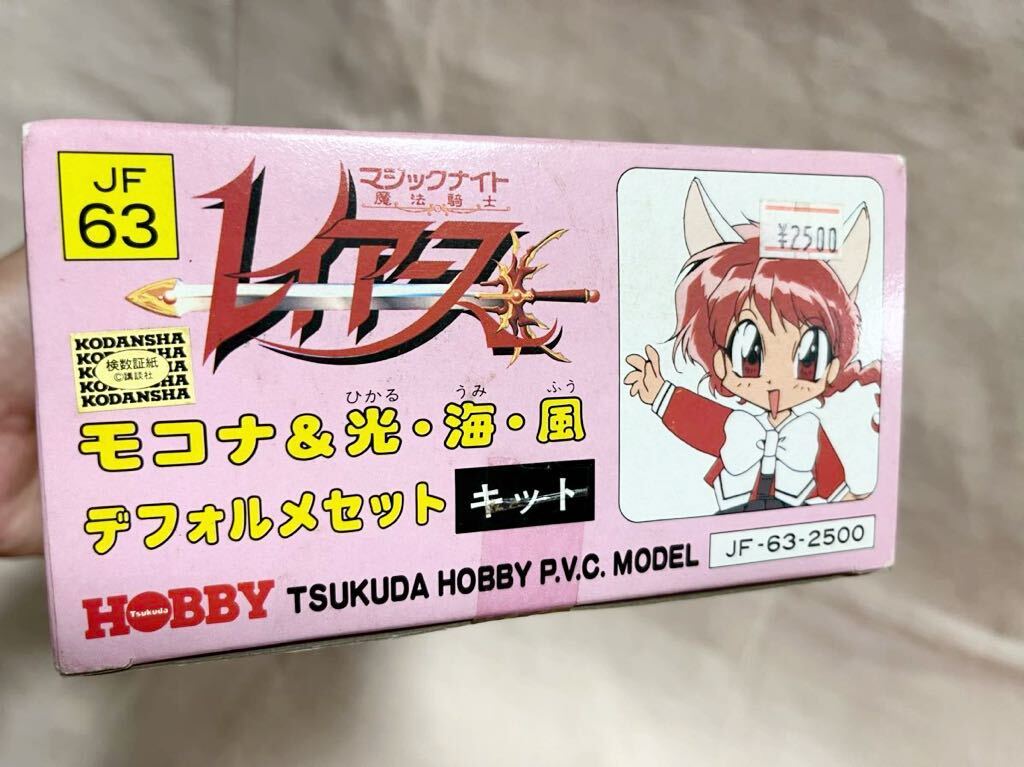 JF
63
マジックナイト
魔法騎士
レイアース
¥2500
KODANSHA
KODANSHA
検数証紙
©講談社
KODANSHA
ひかる うみ ふう
モコナ&光・海・風
デフォルメセット キット
JF-63-2500
HOBBY
Tsukuda
TSUKUDA HOBBY P.V.C. MODEL